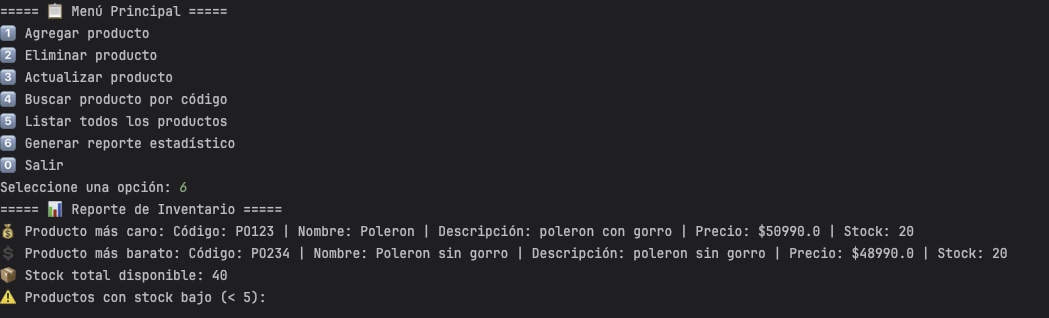 ===== 📋 Menú Principal =====
1️⃣ Agregar producto
2️⃣ Eliminar producto
3️⃣ Actualizar producto
4️⃣ Buscar producto por código
5️⃣ Listar todos los productos
6️⃣ Generar reporte estadístico
0️⃣ Salir
Seleccione una opción: 6
===== 📊 Reporte de Inventario =====
💰 Producto más caro: Código: PO123 | Nombre: Poleron | Descripción: poleron con gorro | Precio: $50990.0 | Stock: 20
💲 Producto más barato: Código: PO234 | Nombre: Poleron sin gorro | Descripción: poleron sin gorro | Precio: $48990.0 | Stock: 20
📦 Stock total disponible: 40
⚠️ Productos con stock bajo (< 5):